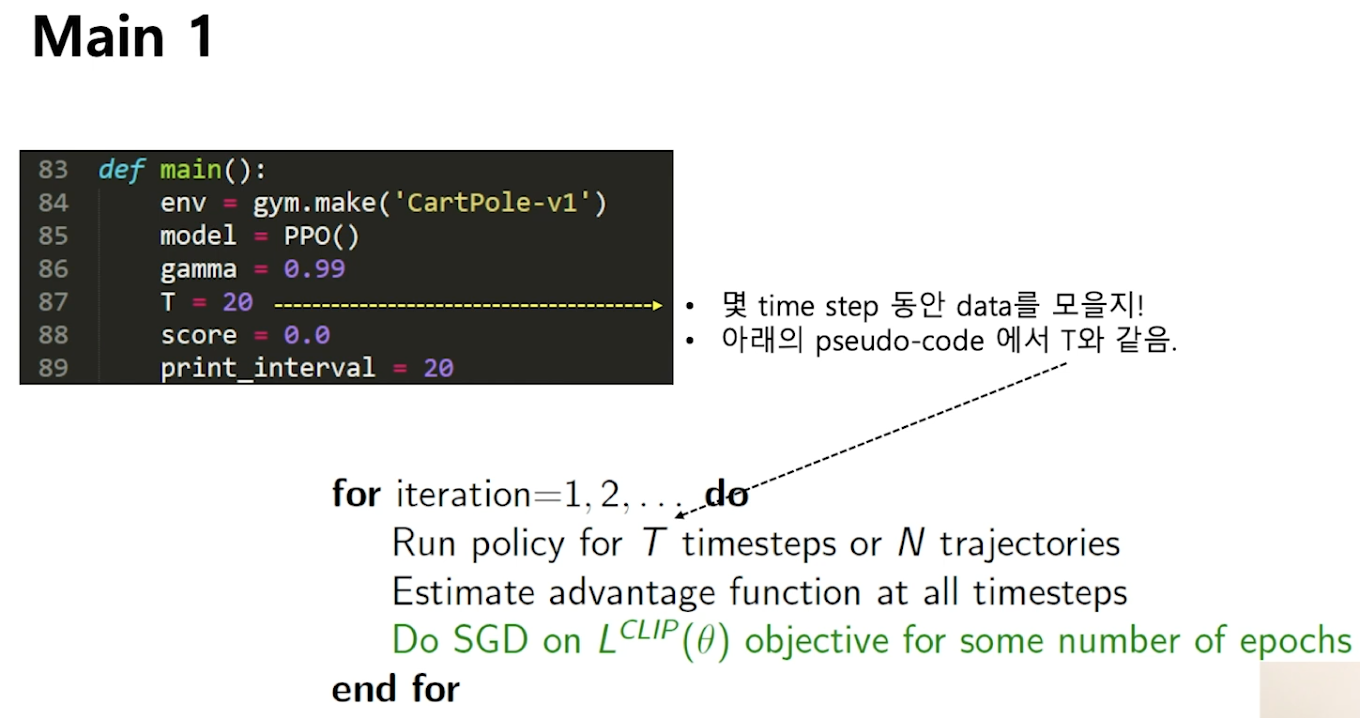 Main 1
83 def main():
84 env = gym.make('CartPole-v1')
85 model = PPO()
86 gamma = 0.99
87 T = 20
88 score = 0.0
89 print_interval = 20
• 몇 time step 동안 data를 모을지!
• 아래의 pseudo-code 에서 T와 같음.
for iteration=1, 2, . . . do
Run policy for T timesteps or N trajectories
Estimate advantage function at all timesteps
Do SGD on L^CLIP(θ) objective for some number of epochs
end for